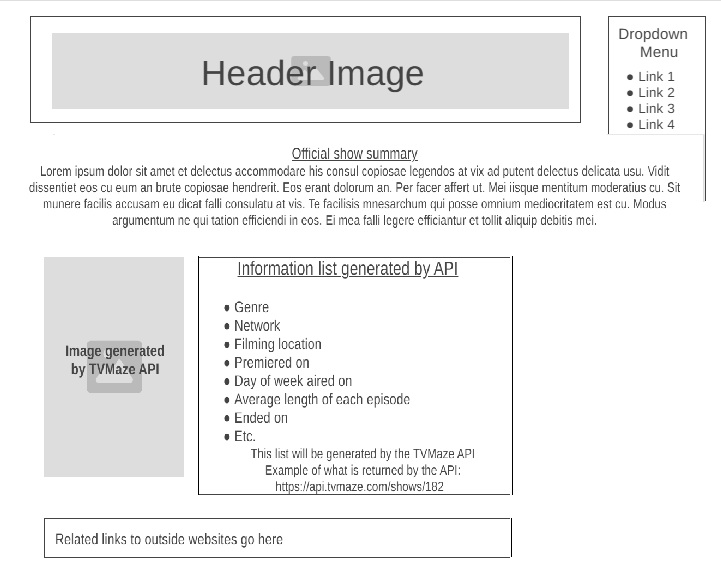 Header Image
Dropdown
Menu
● Link 1
● Link 2
● Link 3
● Link 4
Official show summary
Lorem ipsum dolor sit amet et delectus accommodare his consul copiosae legendos at vix ad putent delectus delicata usu. Vidit
dissentiet eos cu eum an brute copiosae hendrerit. Eos erant dolorum an. Per facer affert ut. Mei iisque mentitum moderatius cu. Sit
munere facilis accusam eu dicat falli consulatu at vis. Te facilisis mnesarchum qui posse omnium mediocritatem est cu. Modus
argumentum ne qui tation efficiendi in eos. Ei mea falli legere efficiantur et tollit aliquip debitis mei.
Image generated
by TVMaze API
Information list generated by API
● Genre
● Network
● Filming location
● Premiered on
● Day of week aired on
● Average length of each episode
● Ended on
● Etc.
This list will be generated by the TVMaze API
Example of what is returned by the API:
https://api.tvmaze.com/shows/182
Related links to outside websites go here